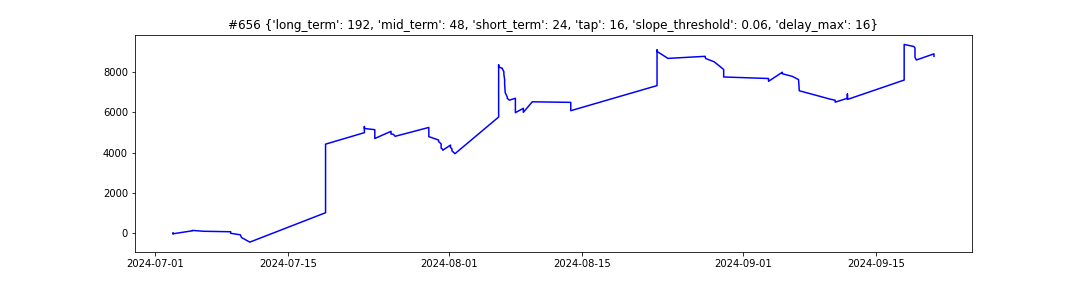 #656 {'long_term': 192, 'mid_term': 48, 'short_term': 24, 'tap': 16, 'slope_threshold': 0.06, 'delay_max': 16}
8000
6000
4000
2000
0
2024-07-01 2024-07-15 2024-08-01 2024-08-15 2024-09-01 2024-09-15